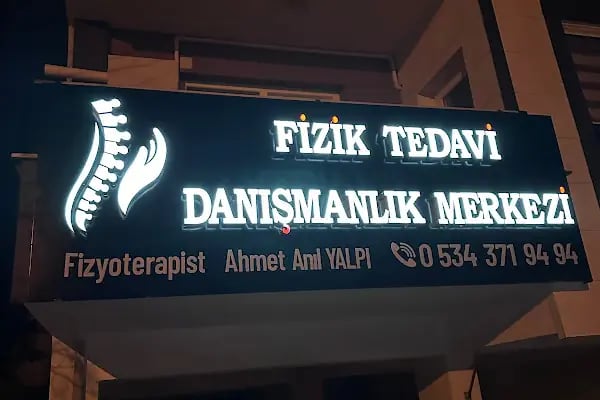 FİZİK TEDAVİ
DANIŞMANLIK MERKEZİ
Fizyoterapist Ahmet Anıl YALPI 0 534 371 94 94